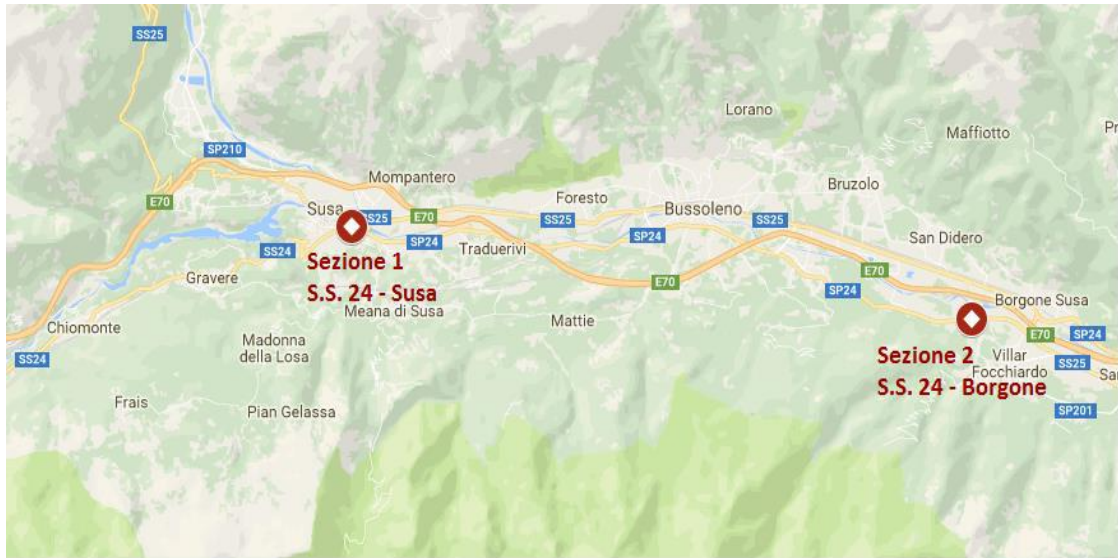 SS25
Lorano
Maffiotto
Pr
SP210
Mompantero
Foresto
Bruzolo
E70
Susa
SS25
E70
SS25
Bussoleno
SS25
SP24
SP24
San Didero
SS24
Traduerivi
Sezione 1
S.S. 24 - Susa
Gravere
E70
E70
SP24
Meana di Susa
Borgone Susa
Chiomonte
Mattie
E70
SP24
Madonna
della Losa
SS24
Sezione 2
S.S. 24 - Borgone
Villar
Focchiardo
SS25
Sar
Frais
Pian Gelassa
SP201